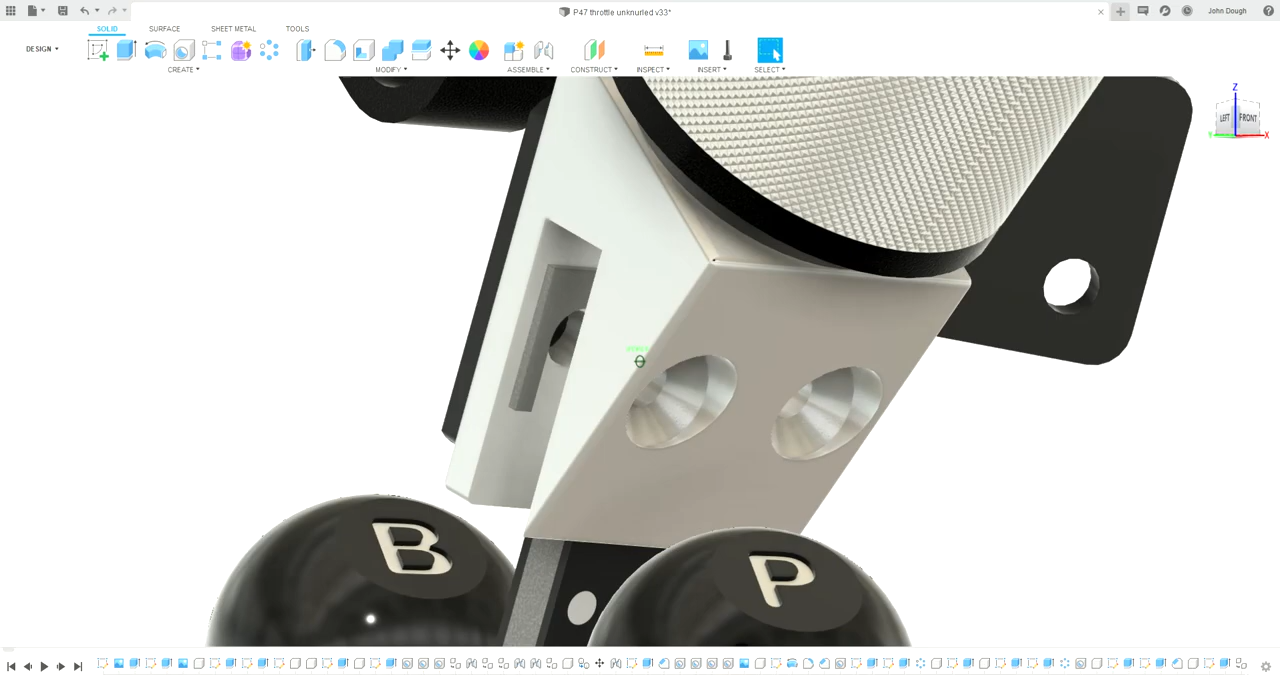 P47 throttle unknurled v33*
John Dough
SOLID SURFACE SHEET METAL TOOLS
DESIGN
CREATE MODIFY ASSEMBLE CONSTRUCT INSPECT INSERT SELECT
Z
LEFT FRONT
Y X
B
P